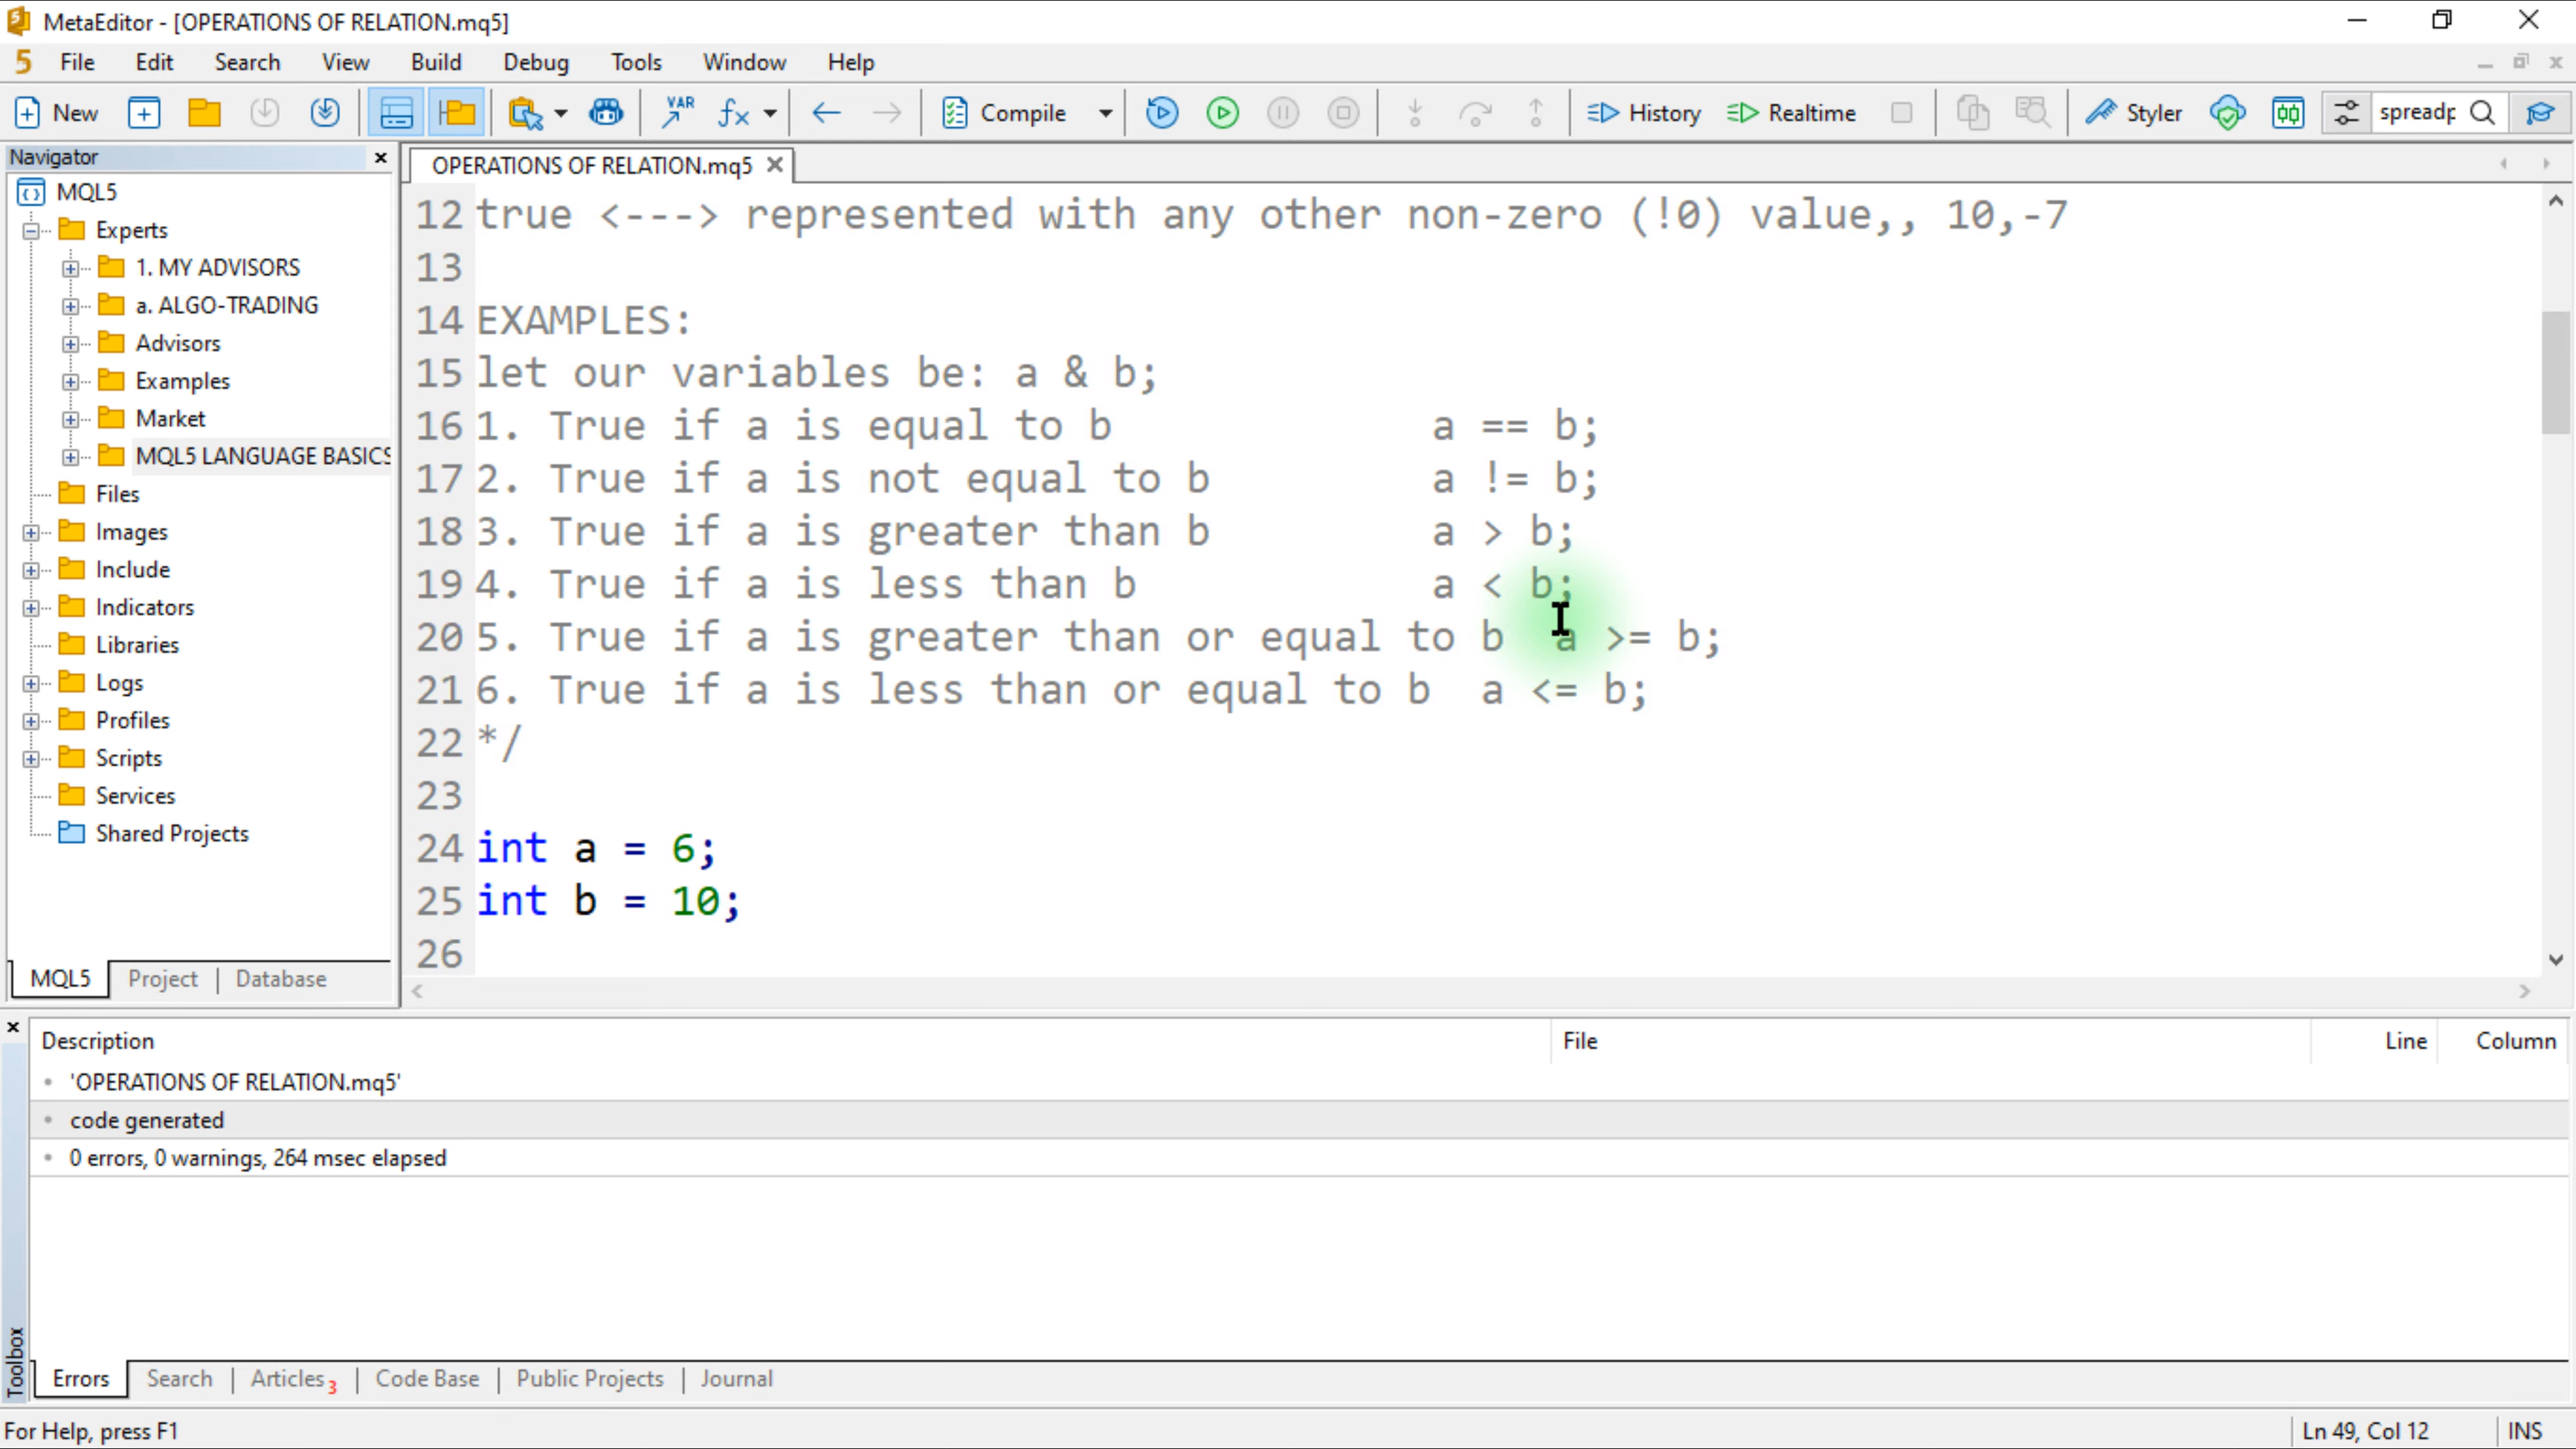 MetaEditor - [OPERATIONS OF RELATION.mq5]
5 File Edit Search View Build Debug Tools Window Help
New VAR fx Compile History Realtime Styler spreadp
Navigator
MQL5
Experts
1. MY ADVISORS
a. ALGO-TRADING
Advisors
Examples
Market
MQL5 LANGUAGE BASICS
Files
Images
Include
Indicators
Libraries
Logs
Profiles
Scripts
Services
Shared Projects
MQL5 Project Database
OPERATIONS OF RELATION.mq5
12 true <---> represented with any other non-zero (!0) value,, 10,-7
13
14 EXAMPLES:
15 let our variables be: a & b;
16 1. True if a is equal to b a == b;
17 2. True if a is not equal to b a != b;
18 3. True if a is greater than b a > b;
19 4. True if a is less than b a < b;
20 5. True if a is greater than or equal to b a >= b;
21 6. True if a is less than or equal to b a <= b;
22 */
23
24 int a = 6;
25 int b = 10;
26
Description File Line Column
'OPERATIONS OF RELATION.mq5'
code generated
0 errors, 0 warnings, 264 msec elapsed
Toolbox
Errors Search Articles 3 Code Base Public Projects Journal
For Help, press F1 Ln 49, Col 12 INS